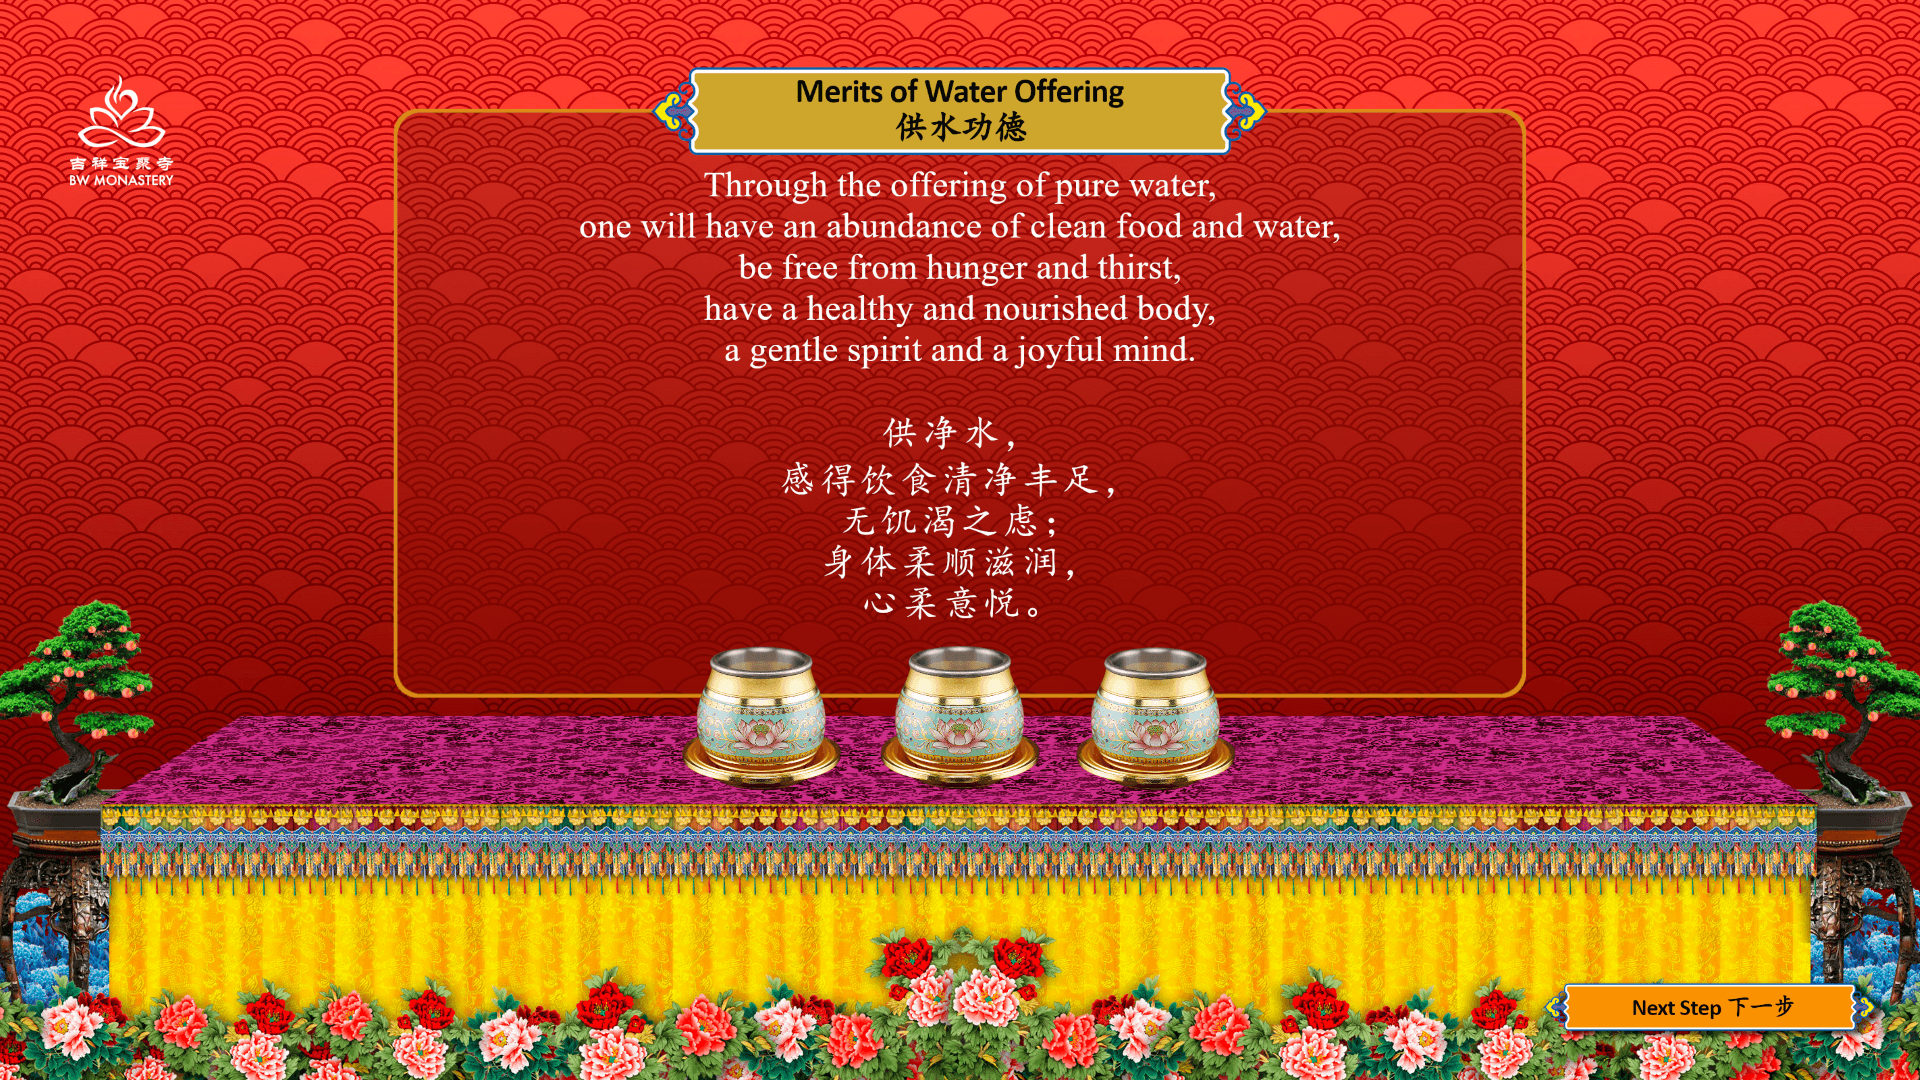 吉祥宝聚寺
BW MONASTERY
Merits of Water Offering
供水功德
Through the offering of pure water,
one will have an abundance of clean food and water,
be free from hunger and thirst,
have a healthy and nourished body,
a gentle spirit and a joyful mind.
供净水，
感得饮食清净丰足，
无饥渴之虑；
身体柔顺滋润，
心柔意悦。
Next Step 下一步